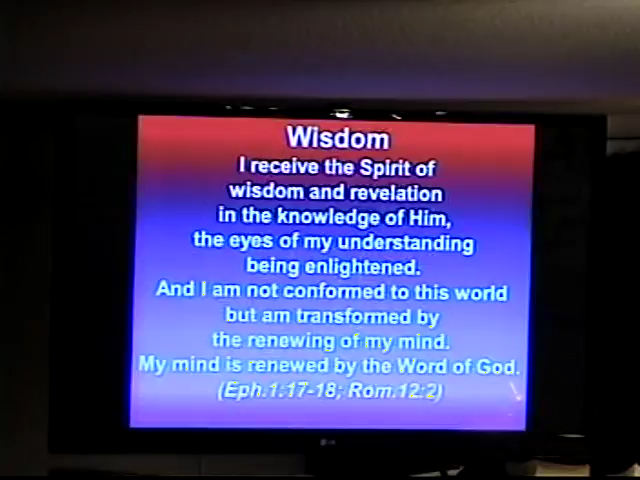 Wisdom
I receive the Spirit of
wisdom and revelation
in the knowledge of Him,
the eyes of my understanding
being enlightened.
And I am not conformed to this world
but am transformed by
the renewing of my mind.
My mind is renewed by the Word of God.
(Eph.1:17-18; Rom.12:2)
LG